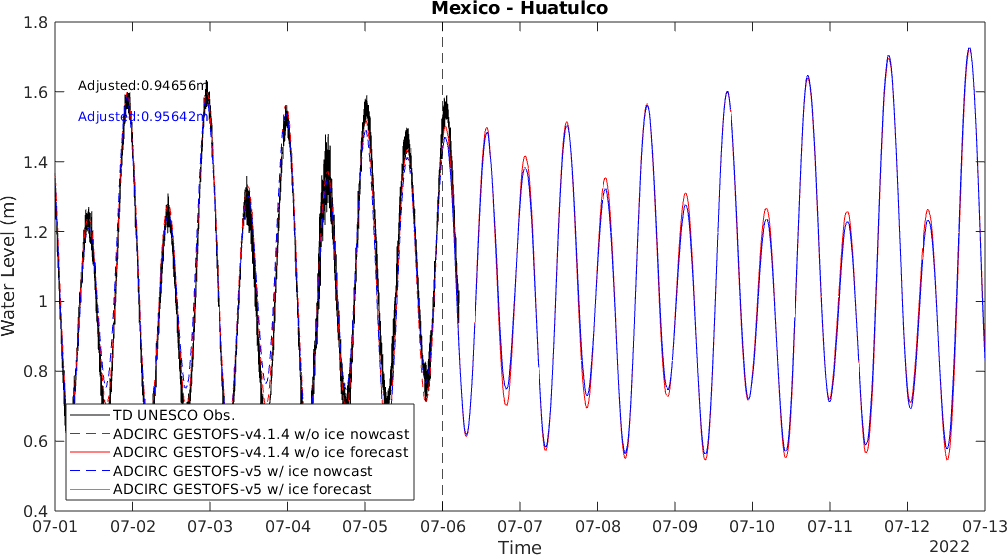 Mexico - Huatulco
Water Level (m)
1.8
1.6
1.4
1.2
1
0.8
0.6
0.4
Adjusted:0.94656m
Adjusted:0.95642m
TD UNESCO Obs.
ADCIRC GESTOFS-v4.1.4 w/o ice nowcast
ADCIRC GESTOFS-v4.1.4 w/o ice forecast
ADCIRC GESTOFS-v5 w/ ice nowcast
ADCIRC GESTOFS-v5 w/ ice forecast
07-01 07-02 07-03 07-04 07-05 07-06 07-07 07-08 07-09 07-10 07-11 07-12 07-13
Time
2022